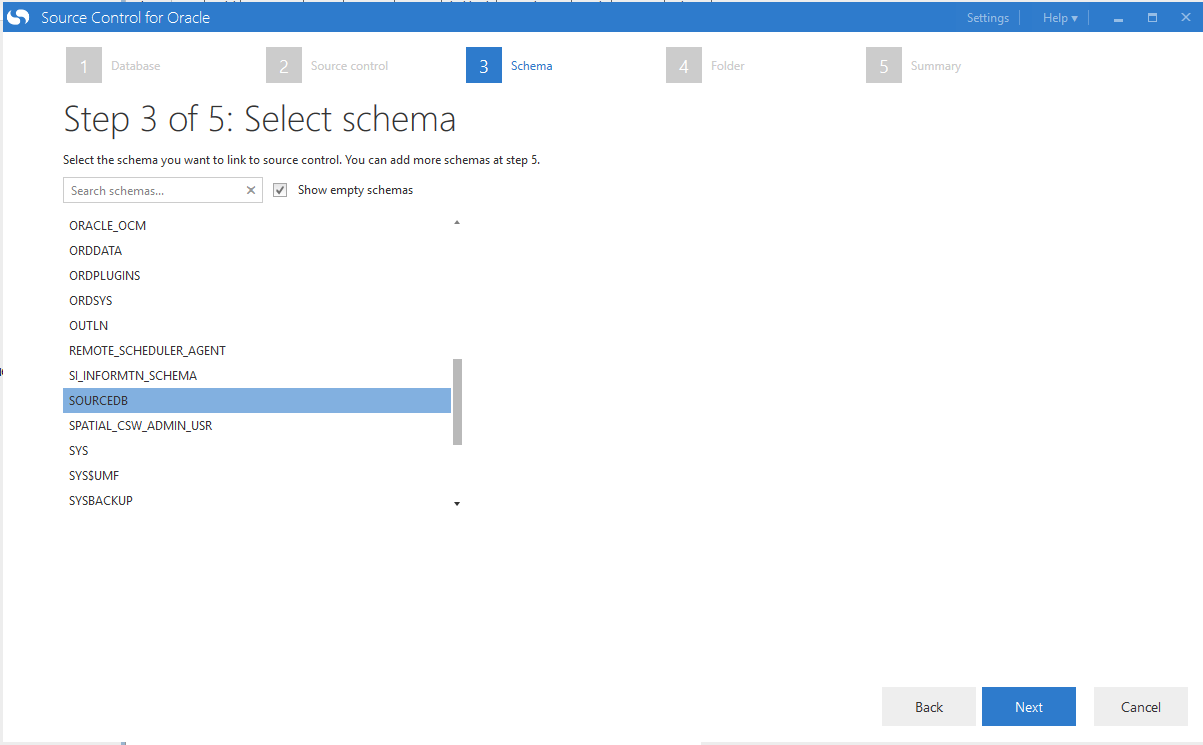 Source Control for Oracle
Settings
Help ▾
1 Database
2 Source control
3 Schema
4 Folder
5 Summary
Step 3 of 5: Select schema
Select the schema you want to link to source control. You can add more schemas at step 5.
Search schemas...
Show empty schemas
ORACLE_OCM
ORDDATA
ORDPLUGINS
ORDSYS
OUTLN
REMOTE_SCHEDULER_AGENT
SI_INFORMTN_SCHEMA
SOURCEDB
SPATIAL_CSW_ADMIN_USR
SYS
SYS$UMF
SYSBACKUP
Back
Next
Cancel